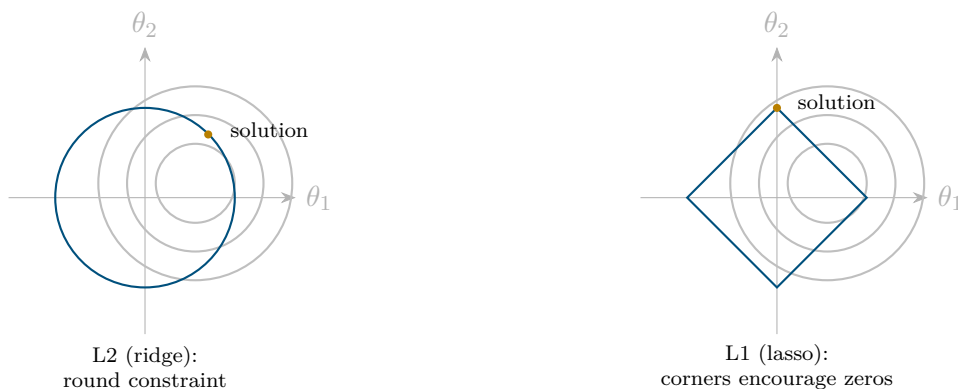 θ₂
solution
θ₁
L2 (ridge):
round constraint
θ₂
solution
θ₁
L1 (lasso):
corners encourage zeros